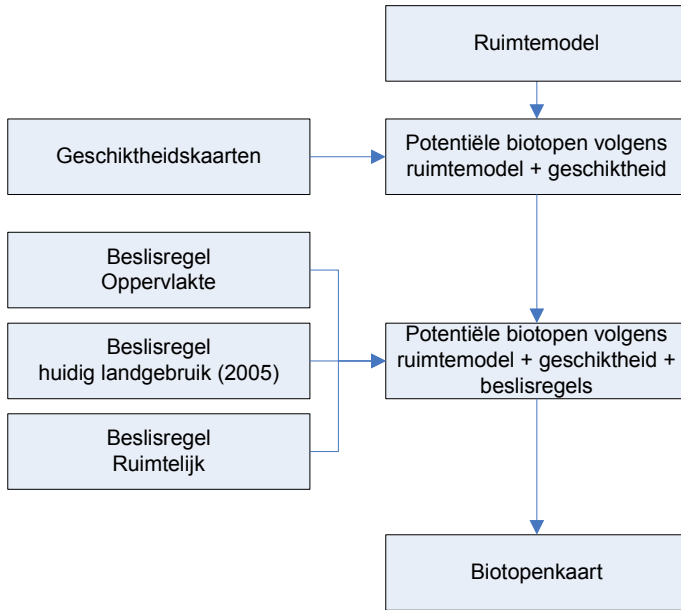 Ruimtemodel
Geschiktheidskaarten
Potentiële biotopen volgens
ruimtemodel + geschiktheid
Beslisregel
Oppervlakte
Beslisregel
huidig landgebruik (2005)
Beslisregel
Ruimtelijk
Potentiële biotopen volgens
ruimtemodel + geschiktheid +
beslisregels
Biotopenkaart